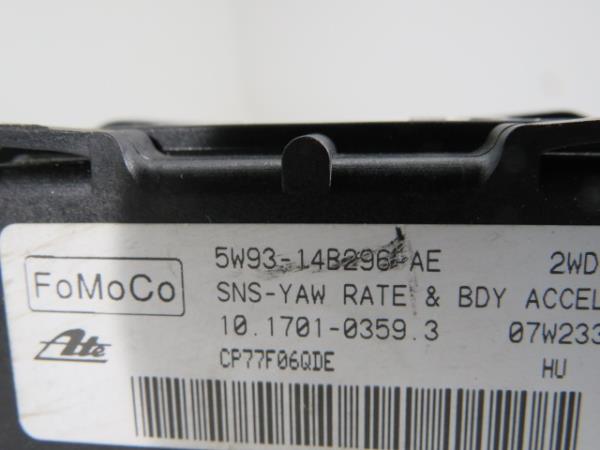 5W93-14B296-AE 2WD
FoMoCo
SNS-YAW RATE & BDY ACCEL
10.1701-0359.3 07W233
Ate
CP77F06QDE HU